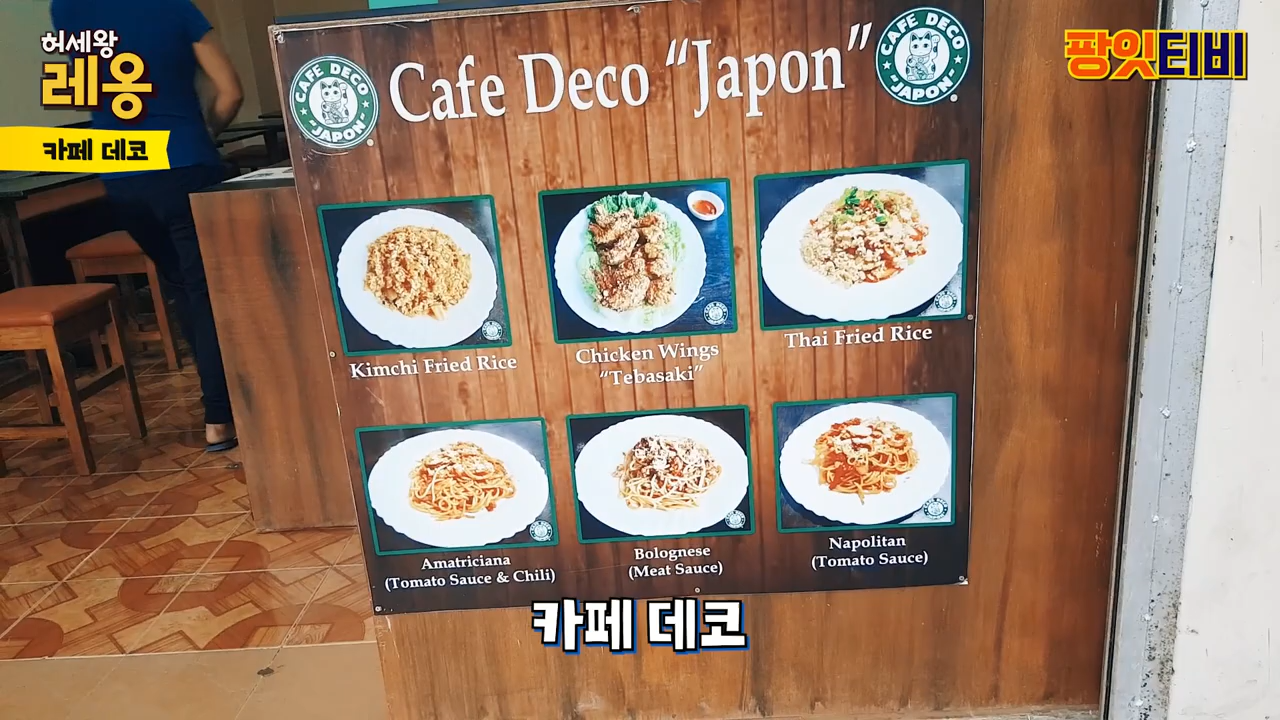 허세왕
레옹
카페 데코
팡잇티비
CAFE DECO
-JAPON-
Cafe Deco “Japon”
CAFE DECO
-JAPON-
Kimchi Fried Rice
Chicken Wings
“Tebasaki”
Thai Fried Rice
Amatriciana
(Tomato Sauce & Chili)
Bolognese
(Meat Sauce)
Napolitan
(Tomato Sauce)
카페 데코